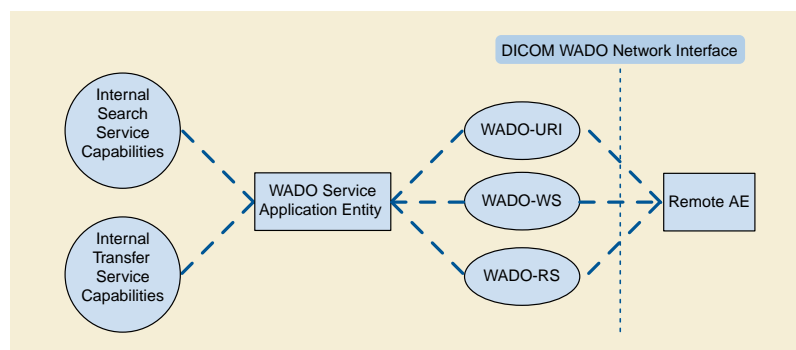 DICOM WADO Network Interface
Internal
Search
Service
Capabilities
WADO-URI
WADO Service
Application Entity
WADO-WS
Remote AE
Internal
Transfer
Service
Capabilities
WADO-RS